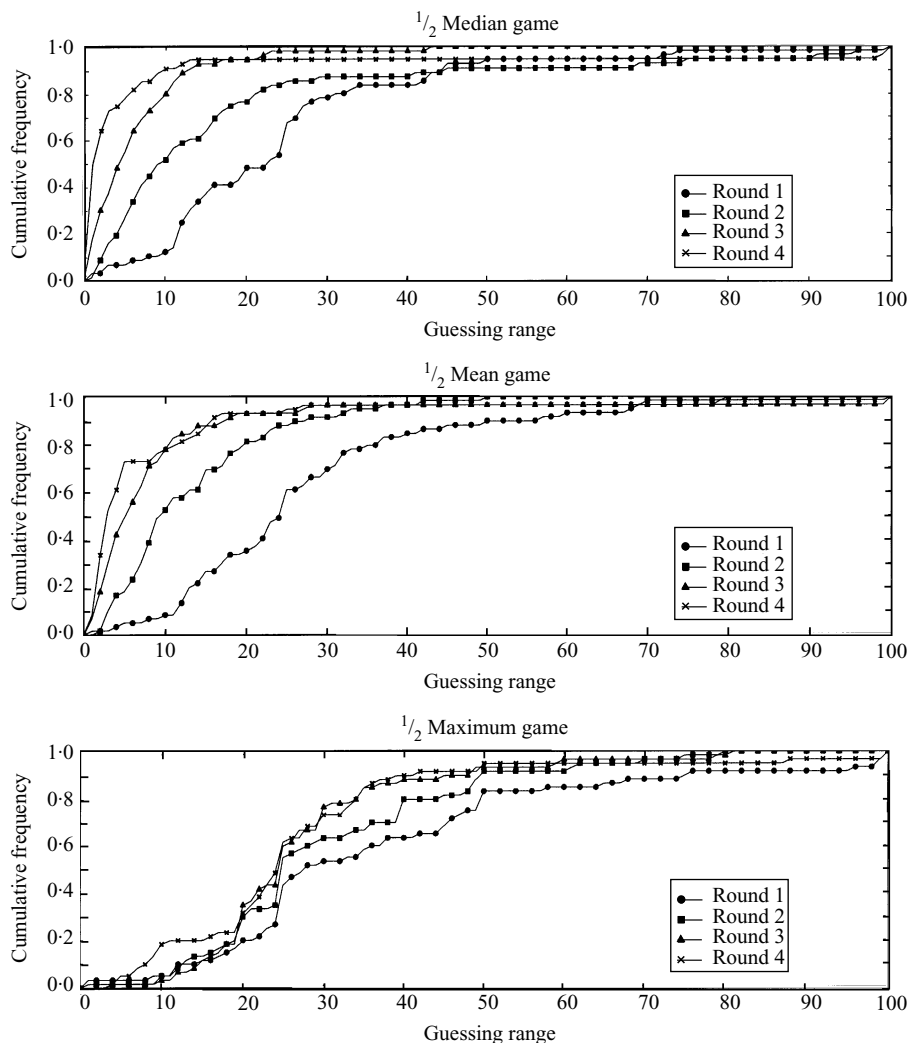 1/2 Median game
1·0
0·8
0·6
0·4
0·2
0·0
Cumulative frequency
Round 1
Round 2
Round 3
Round 4
0 10 20 30 40 50 60 70 80 90 100
Guessing range
1/2 Mean game
1·0
0·8
0·6
0·4
0·2
0·0
Cumulative frequency
Round 1
Round 2
Round 3
Round 4
0 10 20 30 40 50 60 70 80 90 100
Guessing range
1/2 Maximum game
1·0
0·8
0·6
0·4
0·2
0·0
Cumulative frequency
Round 1
Round 2
Round 3
Round 4
0 10 20 30 40 50 60 70 80 90 100
Guessing range